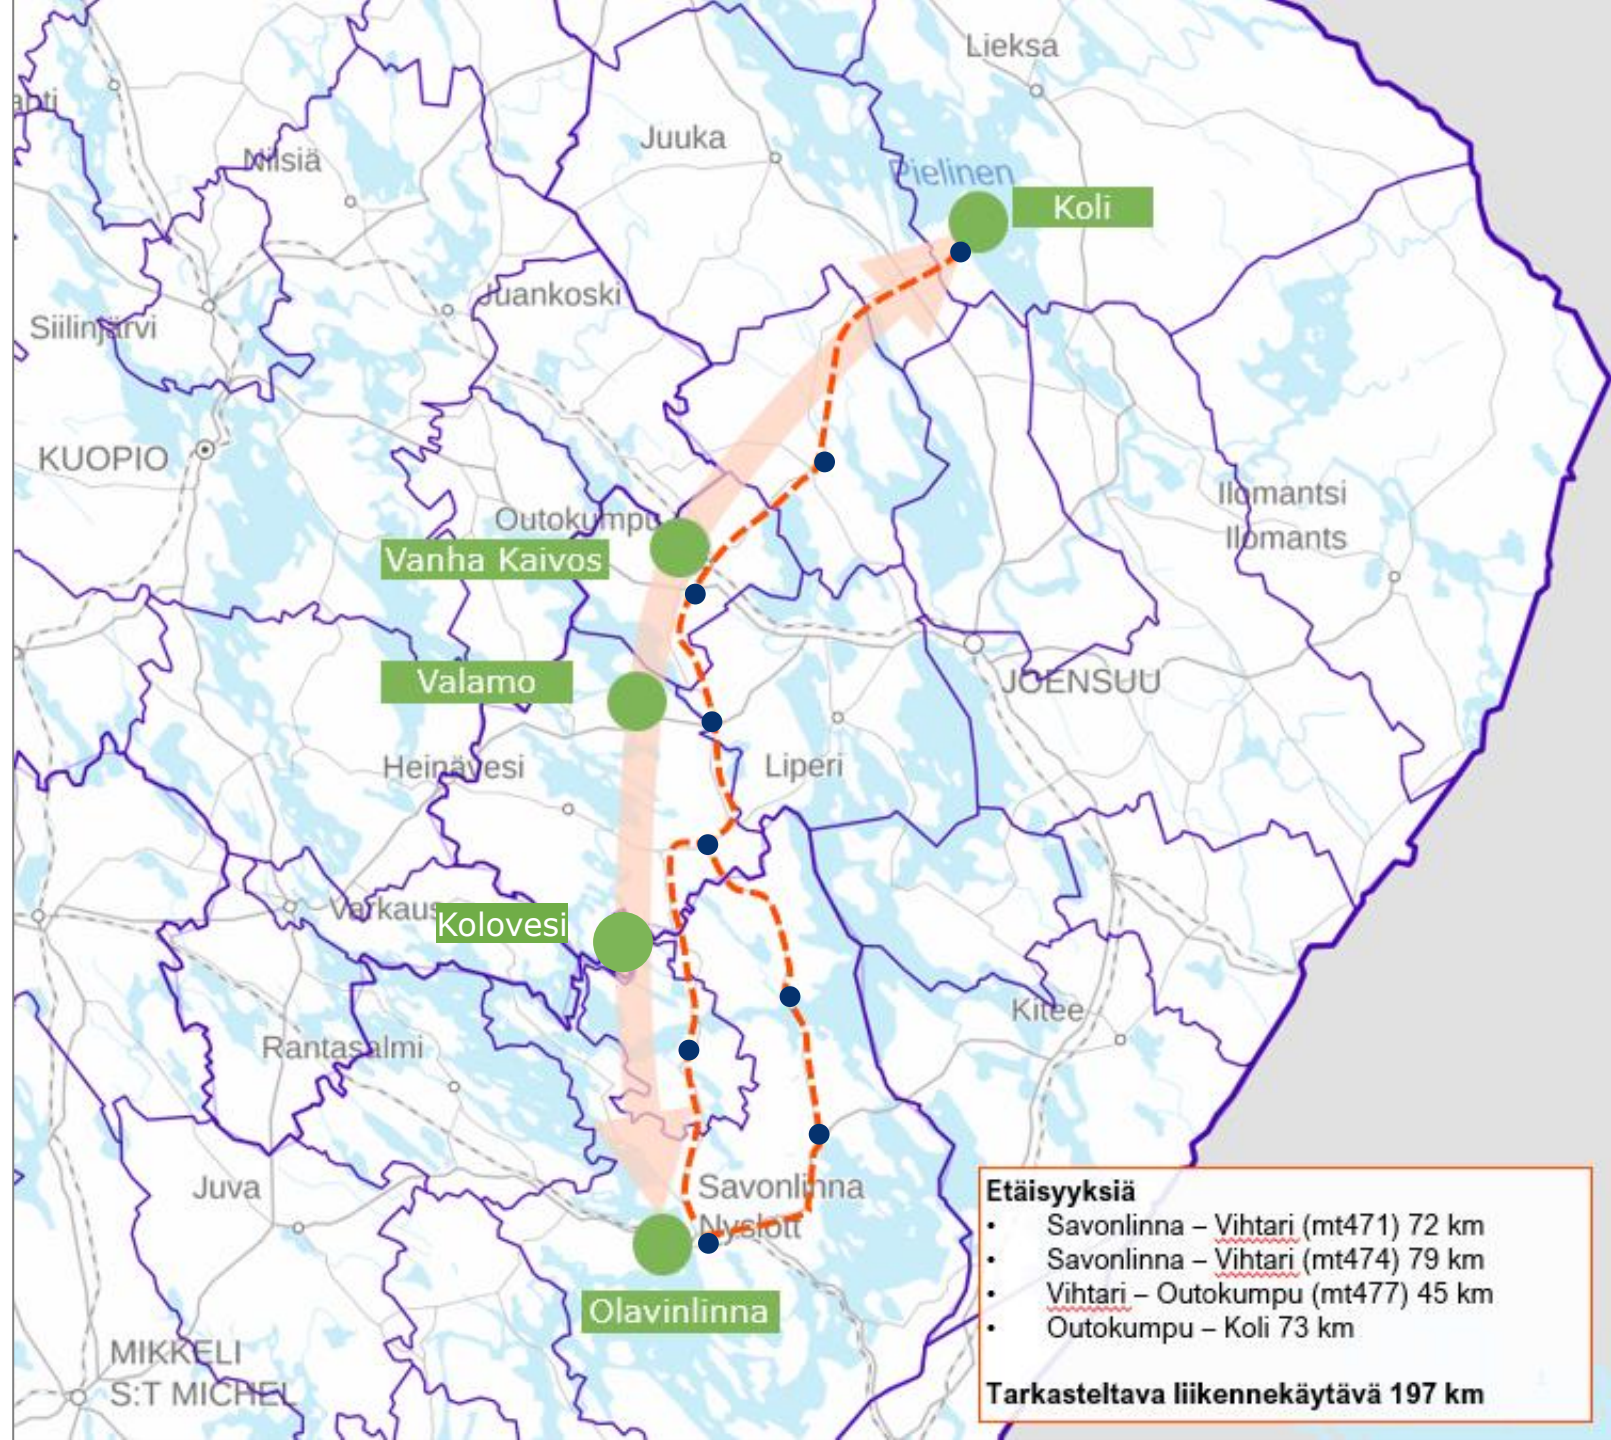 Lieksa
Juuka
Nilsiä
Pielinen
Koli
Juankoski
Siilinjärvi
KUOPIO
Outokumpu
Vanha Kaivos
Ilomantsi
Ilomants
Valamo
JOENSUU
Heinävesi
Liperi
Varkaus
Kolovesi
Kitee
Rantasalmi
Juva
Savonlinna
Nyslott
Olavinlinna
MIKKELI
S:T MICHEL
Etäisyyksiä
• Savonlinna – Vihtari (mt471) 72 km
• Savonlinna – Vihtari (mt474) 79 km
• Vihtari – Outokumpu (mt477) 45 km
• Outokumpu – Koli 73 km
Tarkasteltava liikennekäytävä 197 km